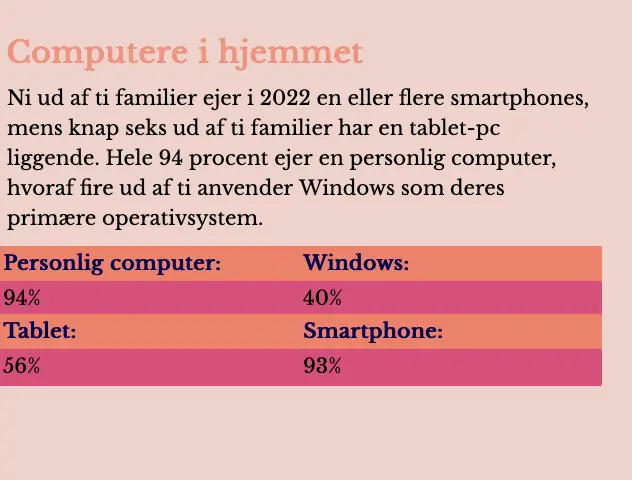 Computere i hjemmet
Ni ud af ti familier ejer i 2022 en eller flere smartphones,
mens knap seks ud af ti familier har en tablet-pc
liggende. Hele 94 procent ejer en personlig computer,
hvoraf fire ud af ti anvender Windows som deres
primære operativsystem.
Personlig computer: Windows:
94% 40%
Tablet: Smartphone:
56% 93%